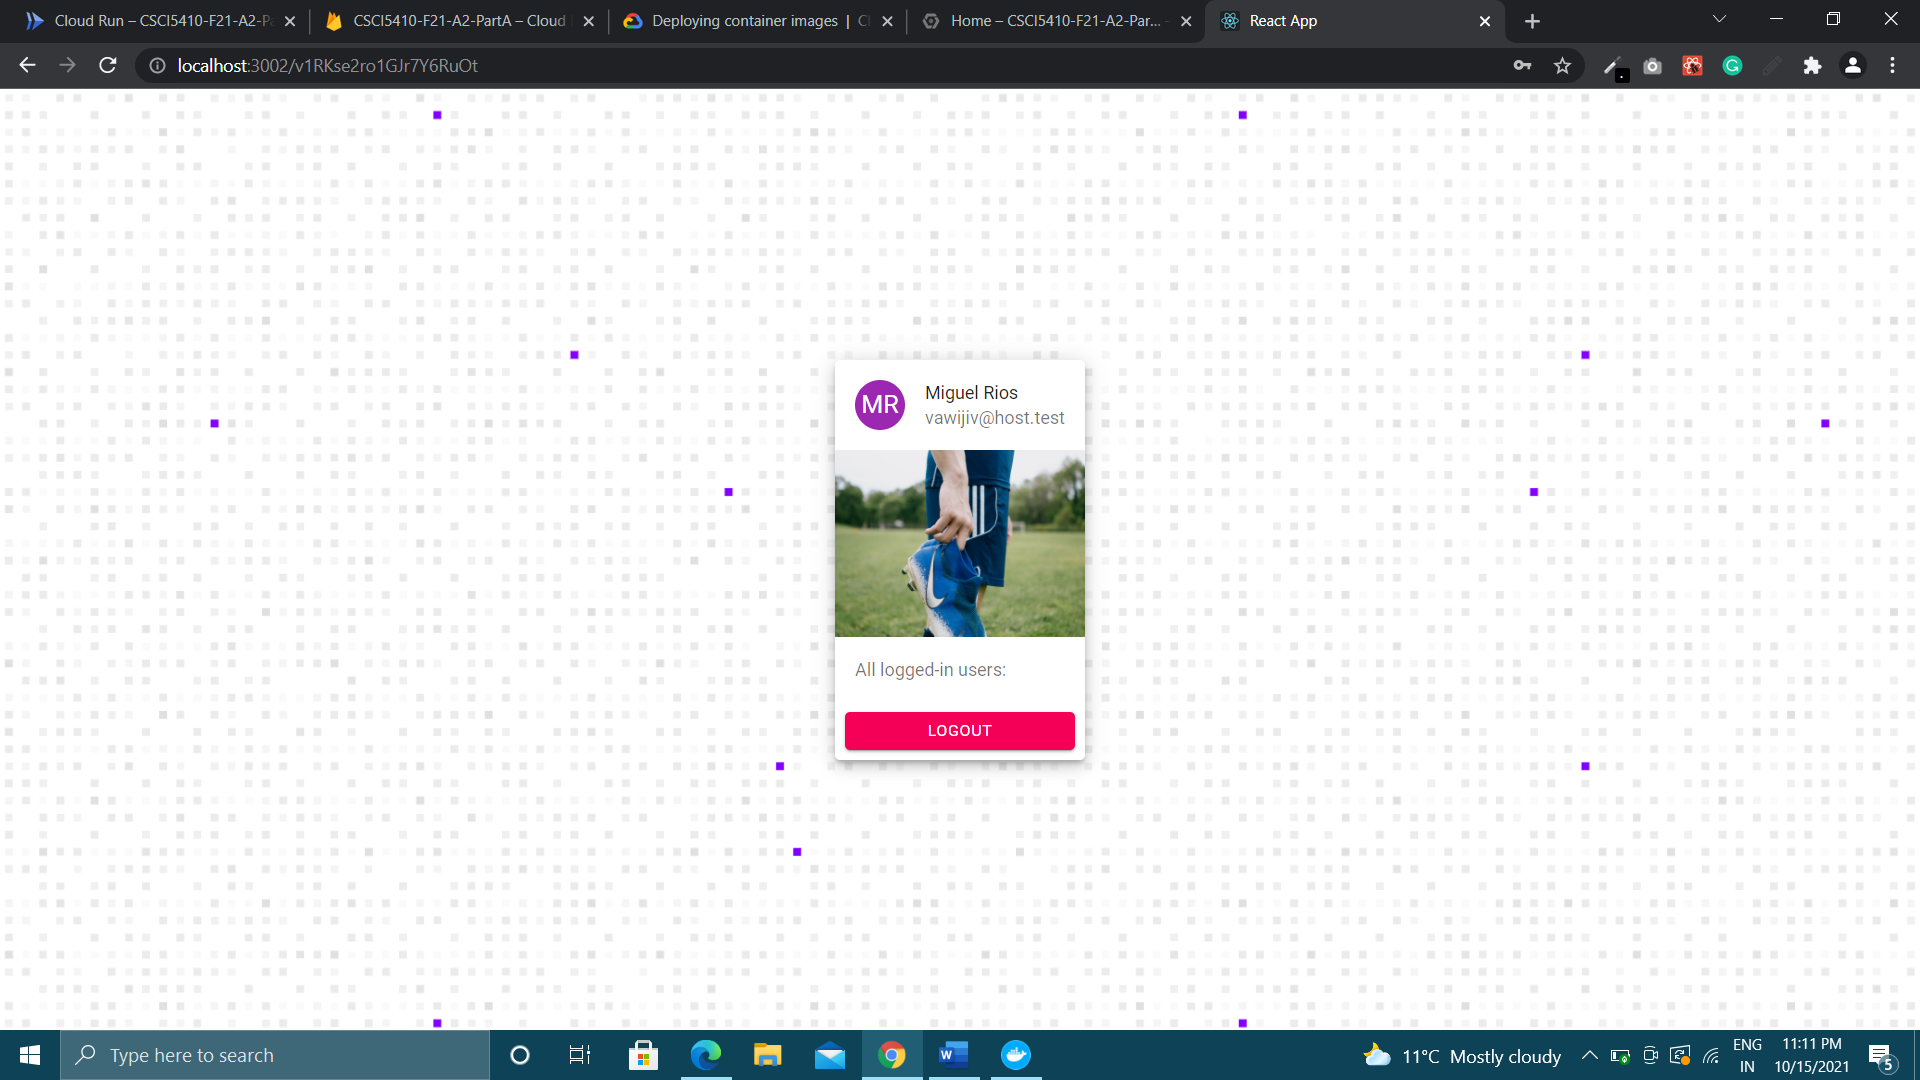 Cloud Run – CSCI5410-F21-A2-P
CSCI5410-F21-A2-PartA – Cloud
Deploying container images | Cl
Home – CSCI5410-F21-A2-Par... -
React App
localhost:3002/v1RKse2ro1GJr7Y6RuOt
MR
Miguel Rios
vawijiv@host.test
All logged-in users:
LOGOUT
Type here to search
11°C Mostly cloudy
ENG
IN
11:11 PM
10/15/2021
5